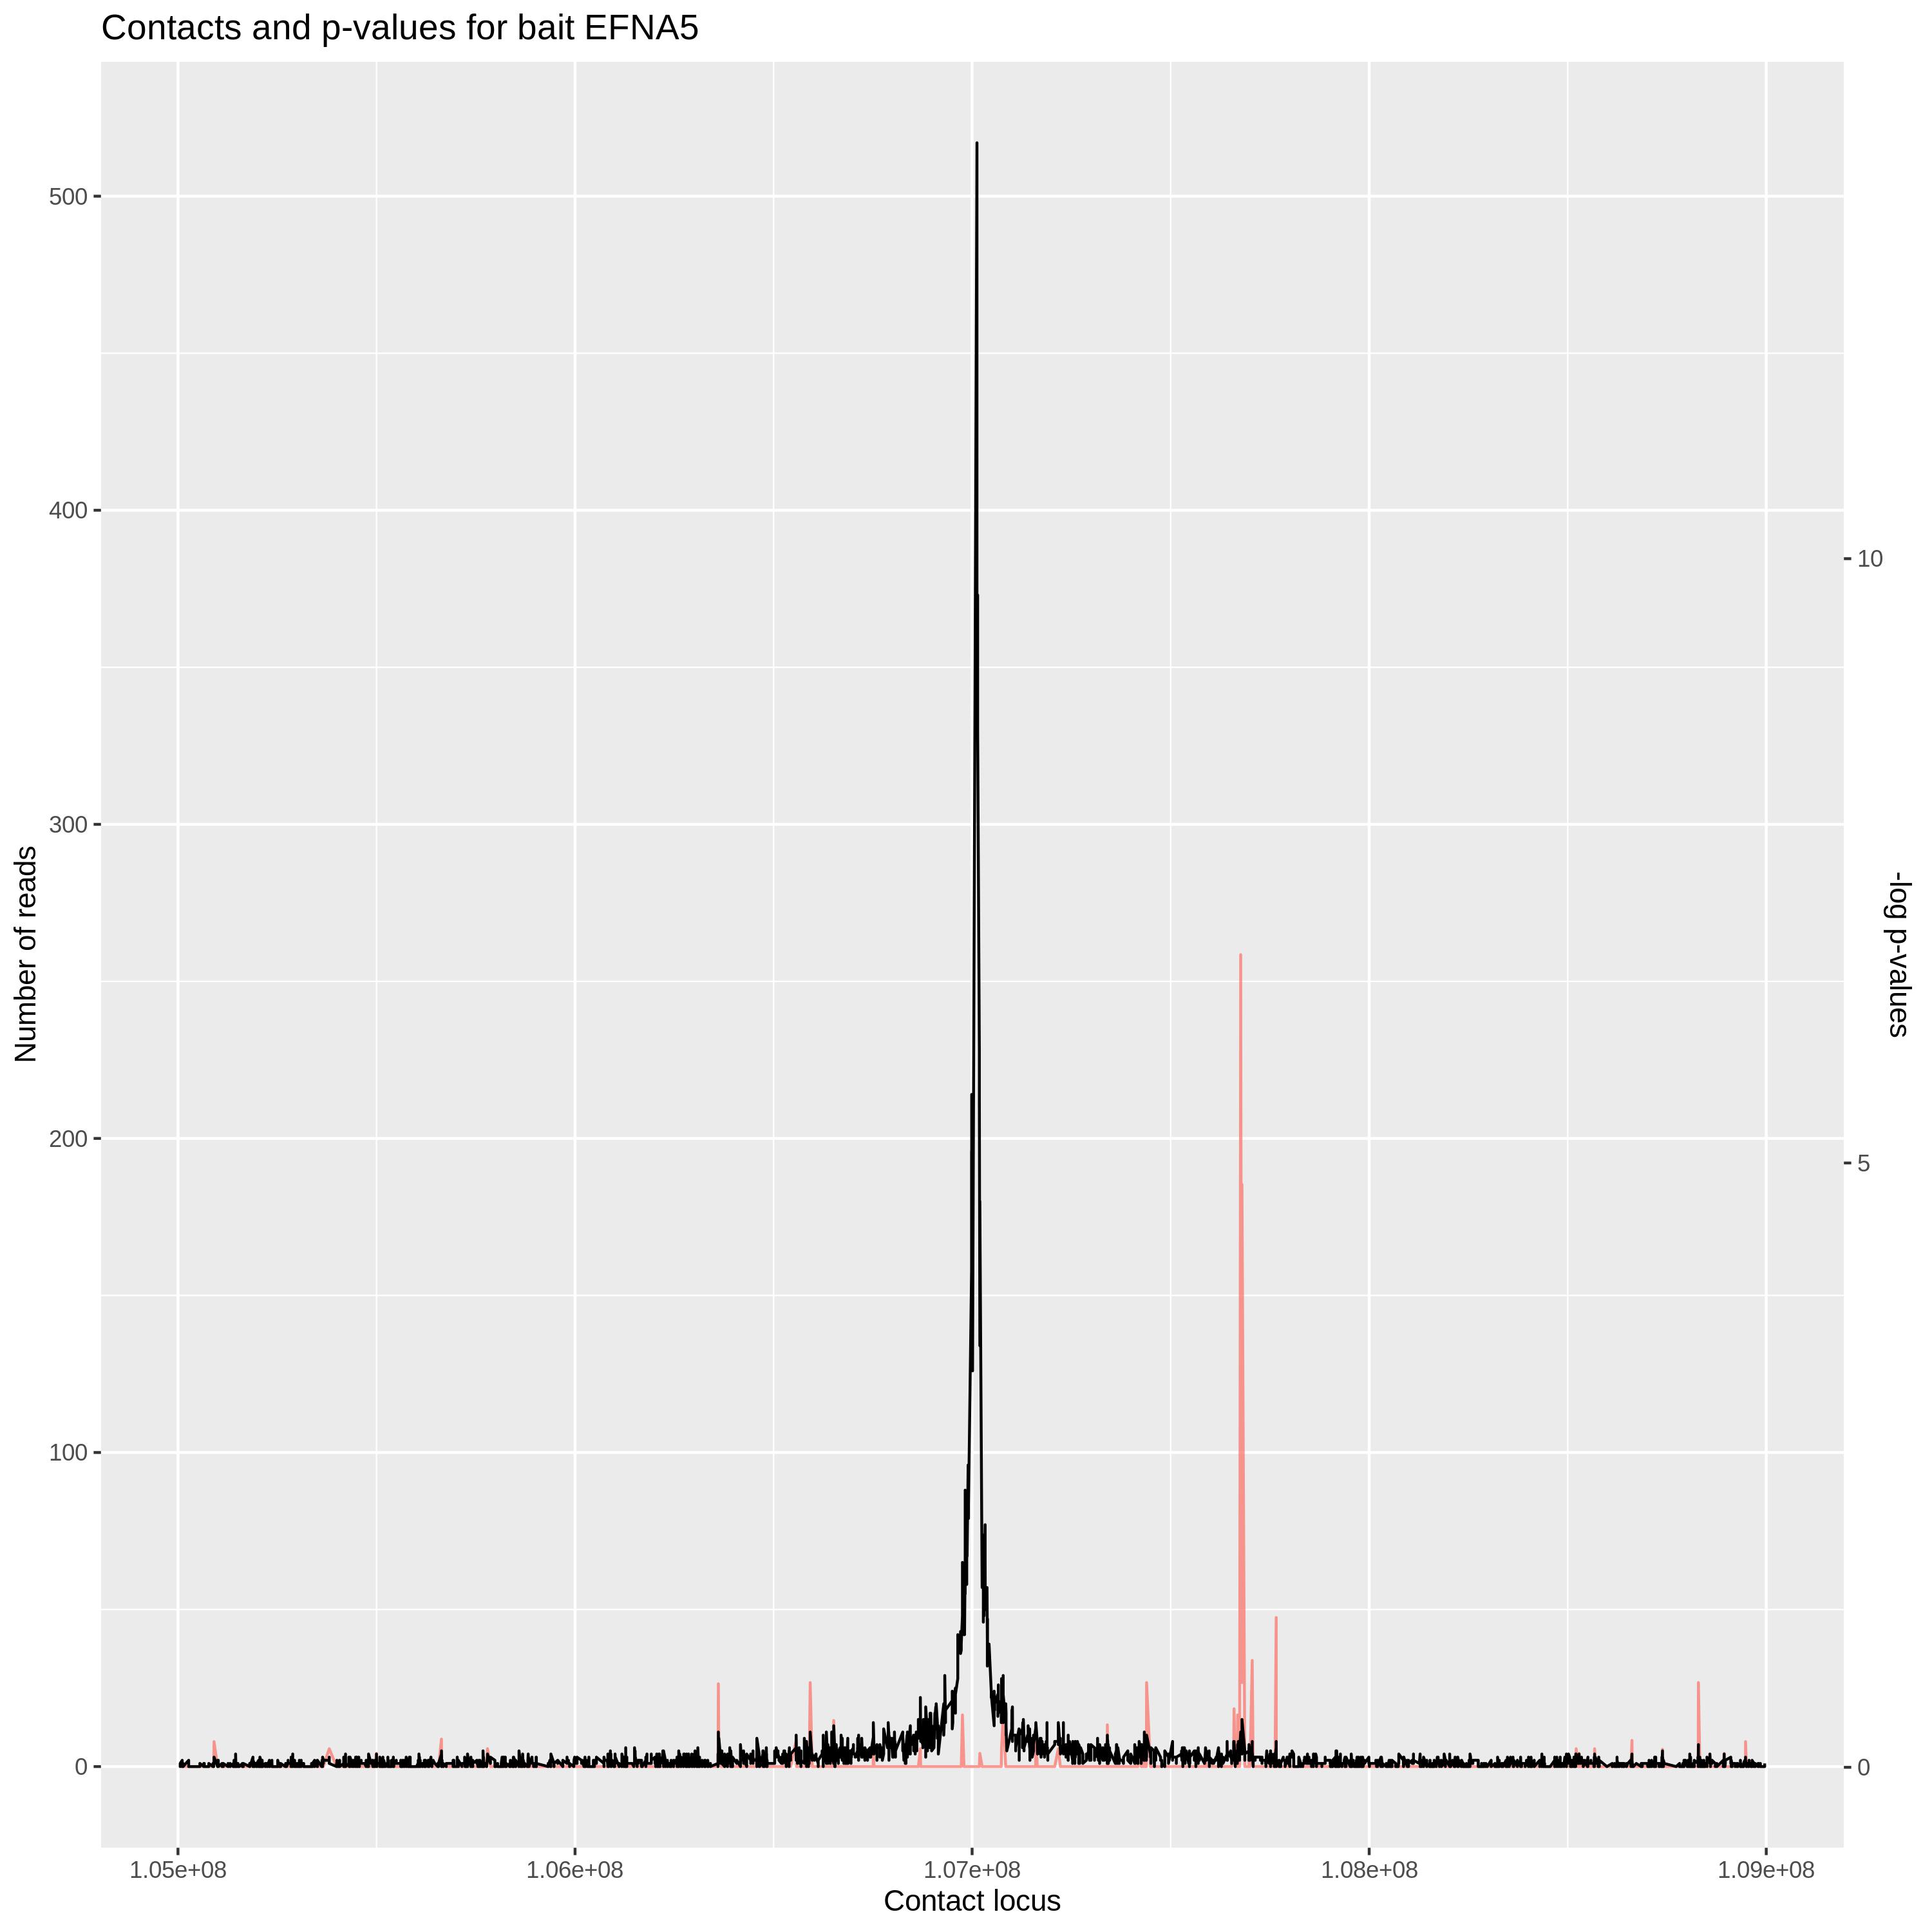 Contacts and p-values for bait EFNA5
500
400
300
200
100
0
Number of reads
10
5
0
-log p-values
1.05e+08
1.06e+08
1.07e+08
1.08e+08
1.09e+08
Contact locus